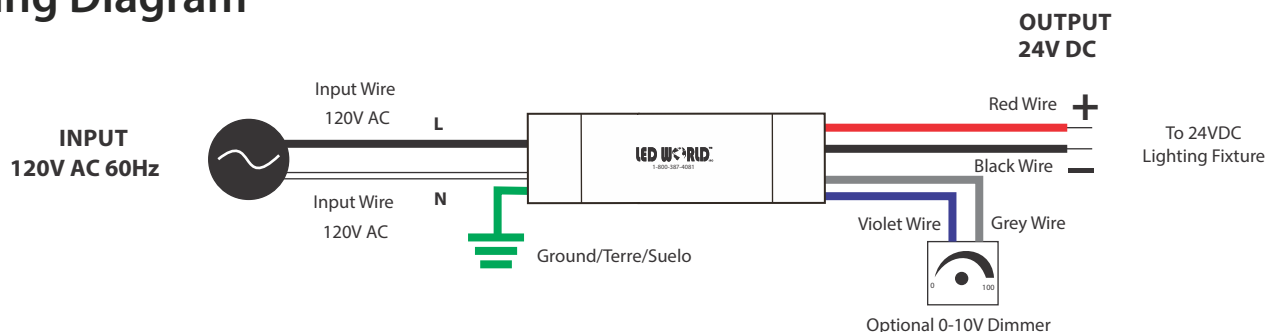 ng Diagram
OUTPUT
24V DC
Input Wire
120V AC
L
Red Wire +
INPUT
120V AC 60Hz
LED WORLD
1-800-387-4081
To 24VDC
Lighting Fixture
Black Wire −
Input Wire
120V AC
N
Violet Wire
Grey Wire
Ground/Terre/Suelo
0
100
Optional 0-10V Dimmer